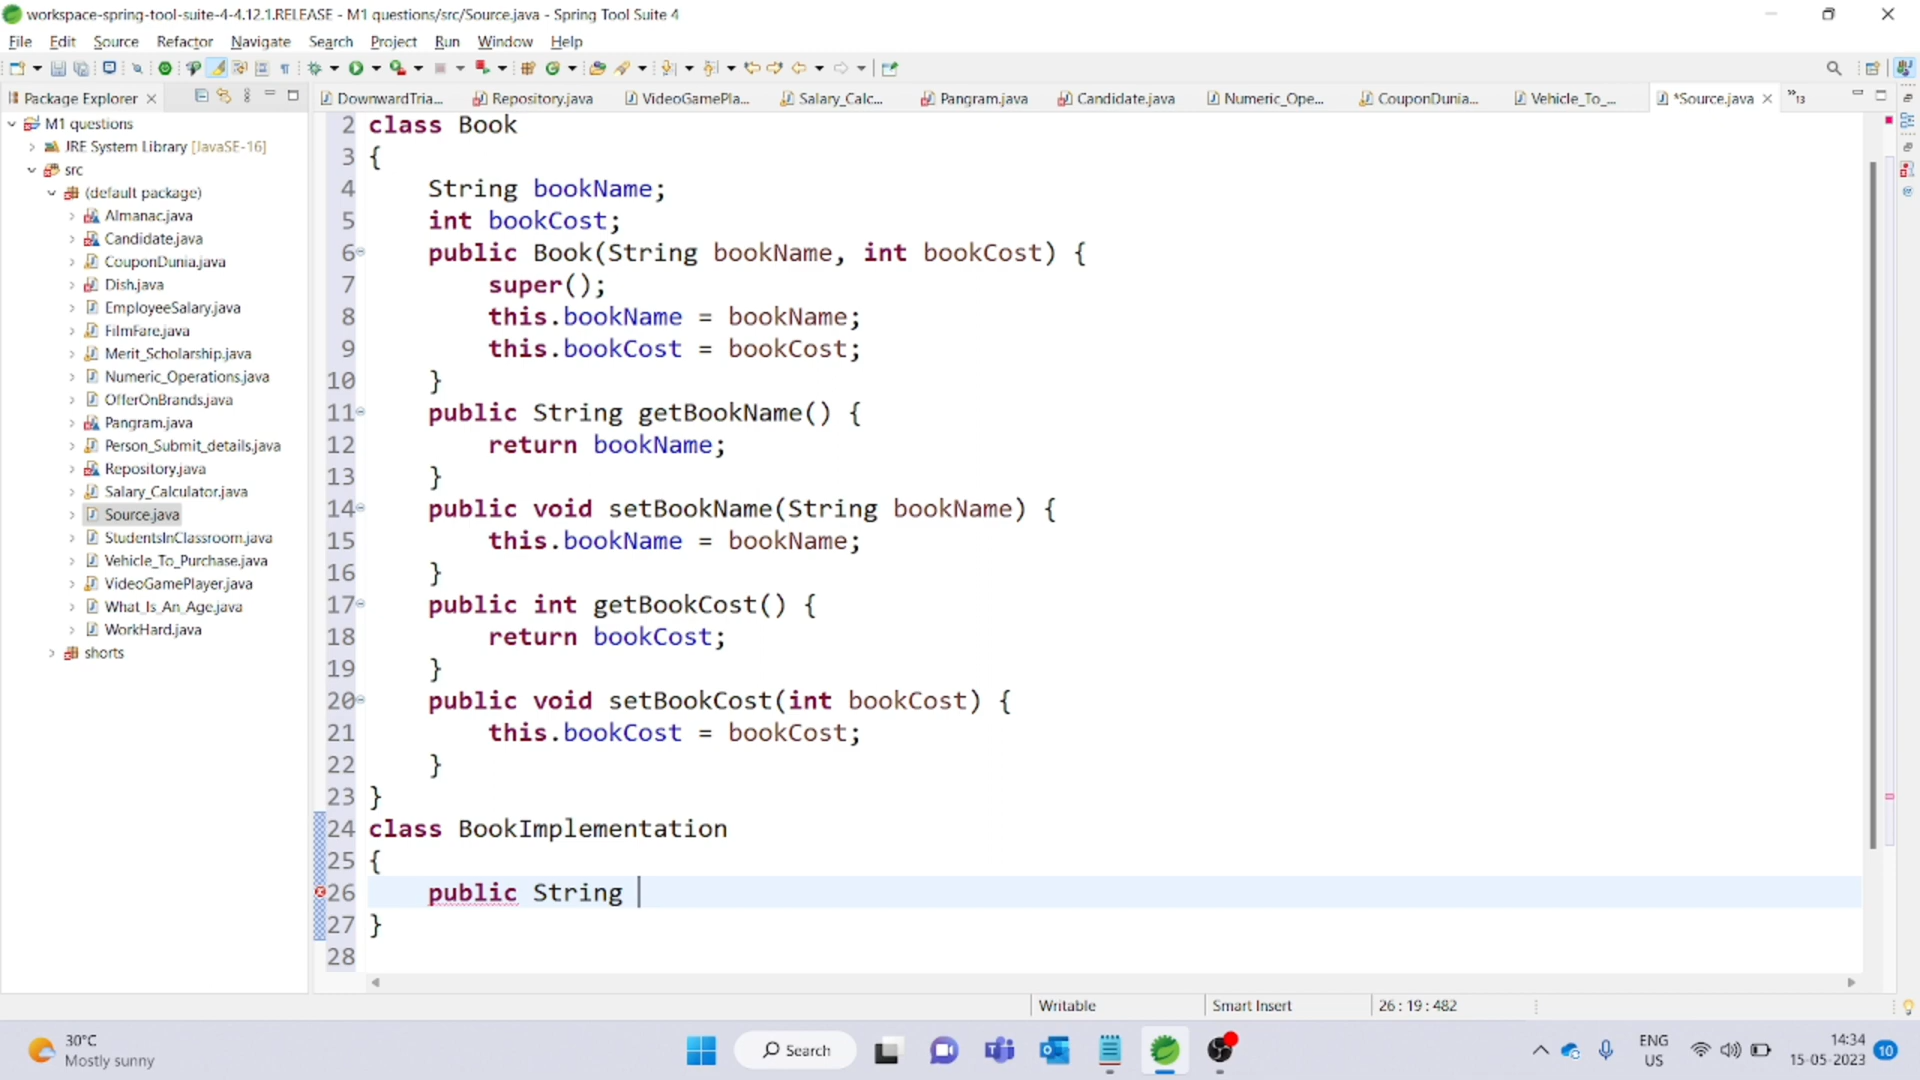 workspace-spring-tool-suite-4-4.12.1.RELEASE - M1 questions/src/Source.java - Spring Tool Suite 4
File Edit Source Refactor Navigate Search Project Run Window Help
Package Explorer
DownwardTria... Repository.java VideoGamePla... Salary_Calc... Pangram.java Candidate.java Numeric_Ope... CouponDunia... Vehicle_To_... *Source.java »13
M1 questions
JRE System Library [JavaSE-16]
src
(default package)
Almanac.java
Candidate.java
CouponDunia.java
Dish.java
EmployeeSalary.java
FilmFare.java
Merit_Scholarship.java
Numeric_Operations.java
OfferOnBrands.java
Pangram.java
Person_Submit_details.java
Repository.java
Salary_Calculator.java
Source.java
StudentsInClassroom.java
Vehicle_To_Purchase.java
VideoGamePlayer.java
What_Is_An_Age.java
WorkHard.java
shorts
2 class Book
3 {
4 String bookName;
5 int bookCost;
6 public Book(String bookName, int bookCost) {
7 super();
8 this.bookName = bookName;
9 this.bookCost = bookCost;
10 }
11 public String getBookName() {
12 return bookName;
13 }
14 public void setBookName(String bookName) {
15 this.bookName = bookName;
16 }
17 public int getBookCost() {
18 return bookCost;
19 }
20 public void setBookCost(int bookCost) {
21 this.bookCost = bookCost;
22 }
23 }
24 class BookImplementation
25 {
26 public String
27 }
28
Writable Smart Insert 26 : 19 : 482
30°C
Mostly sunny
Search
ENG
US
14:34
15-05-2023
10